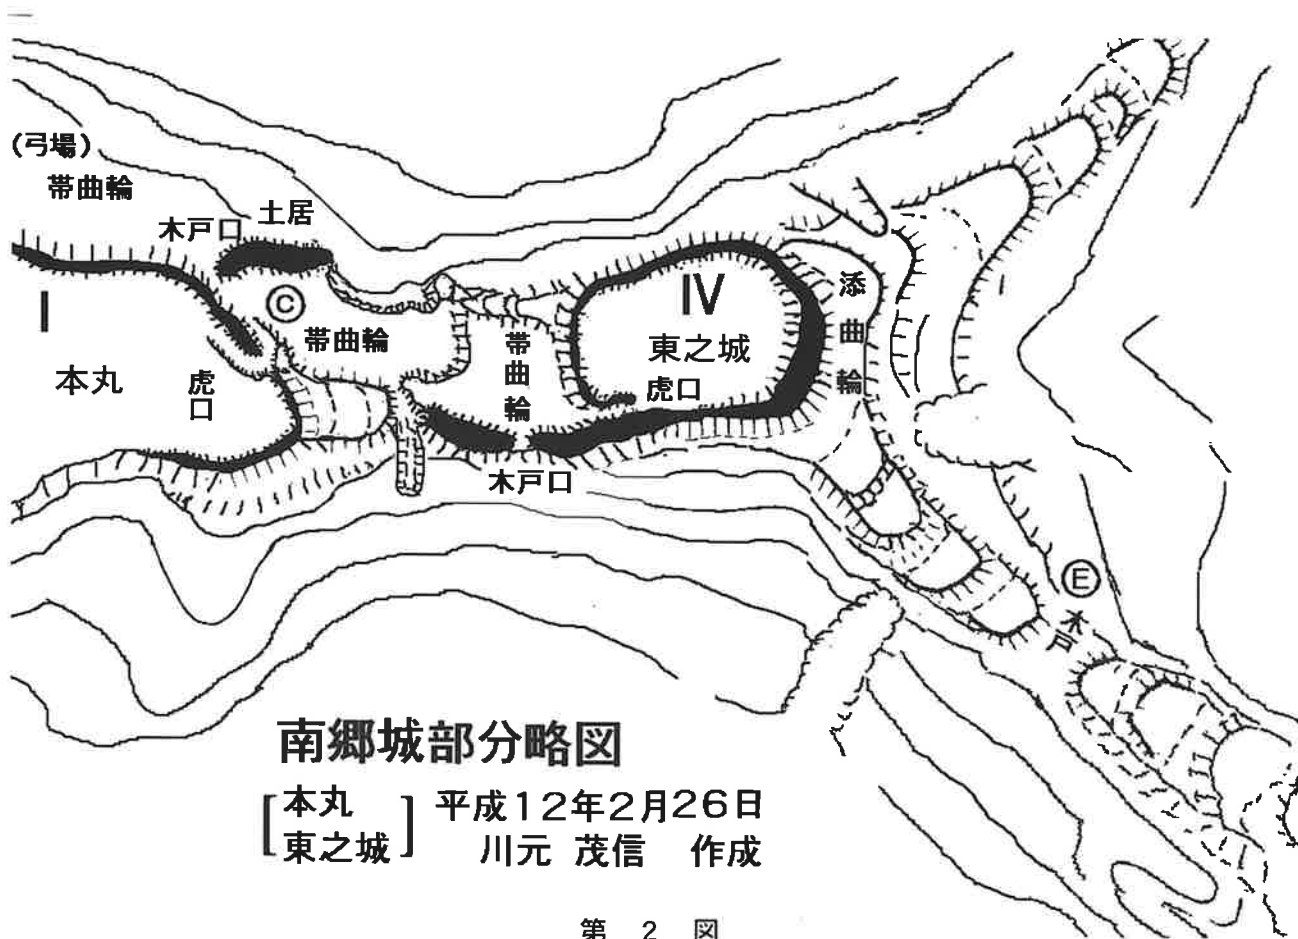 (弓場)
帯曲輪
木戸口
土居
Ⅰ
本丸
虎口
Ⓒ
帯曲輪
帯曲輪
Ⅳ
東之城
虎口
木戸口
添曲輪
Ⓔ
木戸
南郷城部分略図
[本丸 東之城]
平成12年2月26日
川元 茂信 作成
第 2 図